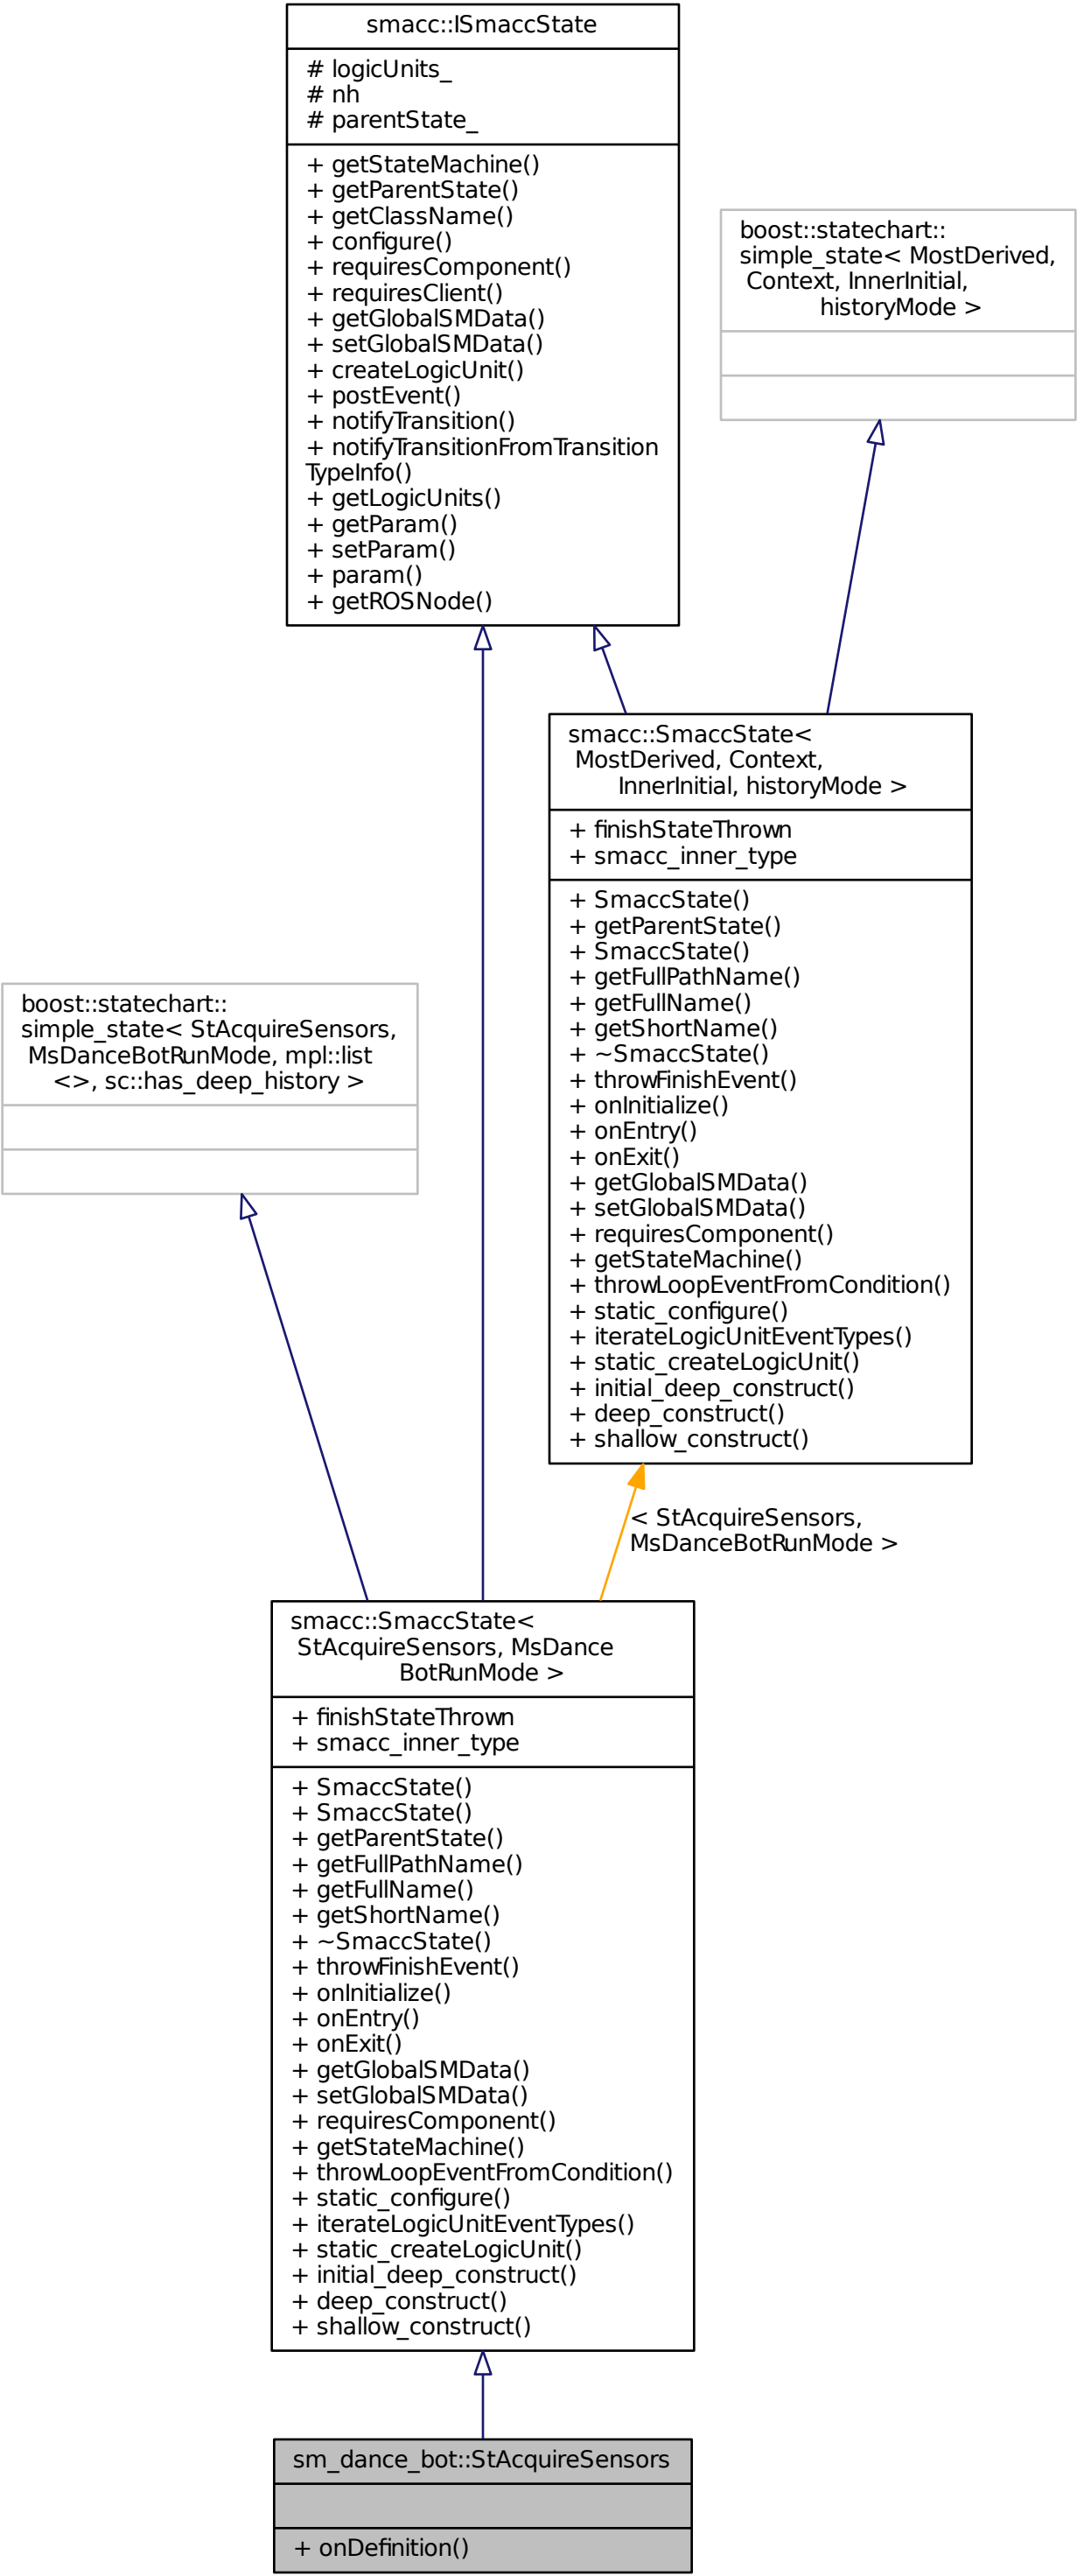 smacc::ISmaccState
# logicUnits_
# nh
# parentState_
+ getStateMachine()
+ getParentState()
+ getClassName()
+ configure()
+ requiresComponent()
+ requiresClient()
+ getGlobalSMData()
+ setGlobalSMData()
+ createLogicUnit()
+ postEvent()
+ notifyTransition()
+ notifyTransitionFromTransition
TypeInfo()
+ getLogicUnits()
+ getParam()
+ setParam()
+ param()
+ getROSNode()
boost::statechart::
simple_state< MostDerived,
Context, InnerInitial,
historyMode >
smacc::SmaccState<
MostDerived, Context,
InnerInitial, historyMode >
+ finishStateThrown
+ smacc_inner_type
+ SmaccState()
+ getParentState()
+ SmaccState()
+ getFullPathName()
+ getFullName()
+ getShortName()
+ ~SmaccState()
+ throwFinishEvent()
+ onInitialize()
+ onEntry()
+ onExit()
+ getGlobalSMData()
+ setGlobalSMData()
+ requiresComponent()
+ getStateMachine()
+ throwLoopEventFromCondition()
+ static_configure()
+ iterateLogicUnitEventTypes()
+ static_createLogicUnit()
+ initial_deep_construct()
+ deep_construct()
+ shallow_construct()
boost::statechart::
simple_state< StAcquireSensors,
MsDanceBotRunMode, mpl::list
<>, sc::has_deep_history >
< StAcquireSensors,
MsDanceBotRunMode >
smacc::SmaccState<
StAcquireSensors, MsDance
BotRunMode >
+ finishStateThrown
+ smacc_inner_type
+ SmaccState()
+ SmaccState()
+ getParentState()
+ getFullPathName()
+ getFullName()
+ getShortName()
+ ~SmaccState()
+ throwFinishEvent()
+ onInitialize()
+ onEntry()
+ onExit()
+ getGlobalSMData()
+ setGlobalSMData()
+ requiresComponent()
+ getStateMachine()
+ throwLoopEventFromCondition()
+ static_configure()
+ iterateLogicUnitEventTypes()
+ static_createLogicUnit()
+ initial_deep_construct()
+ deep_construct()
+ shallow_construct()
sm_dance_bot::StAcquireSensors
+ onDefinition()